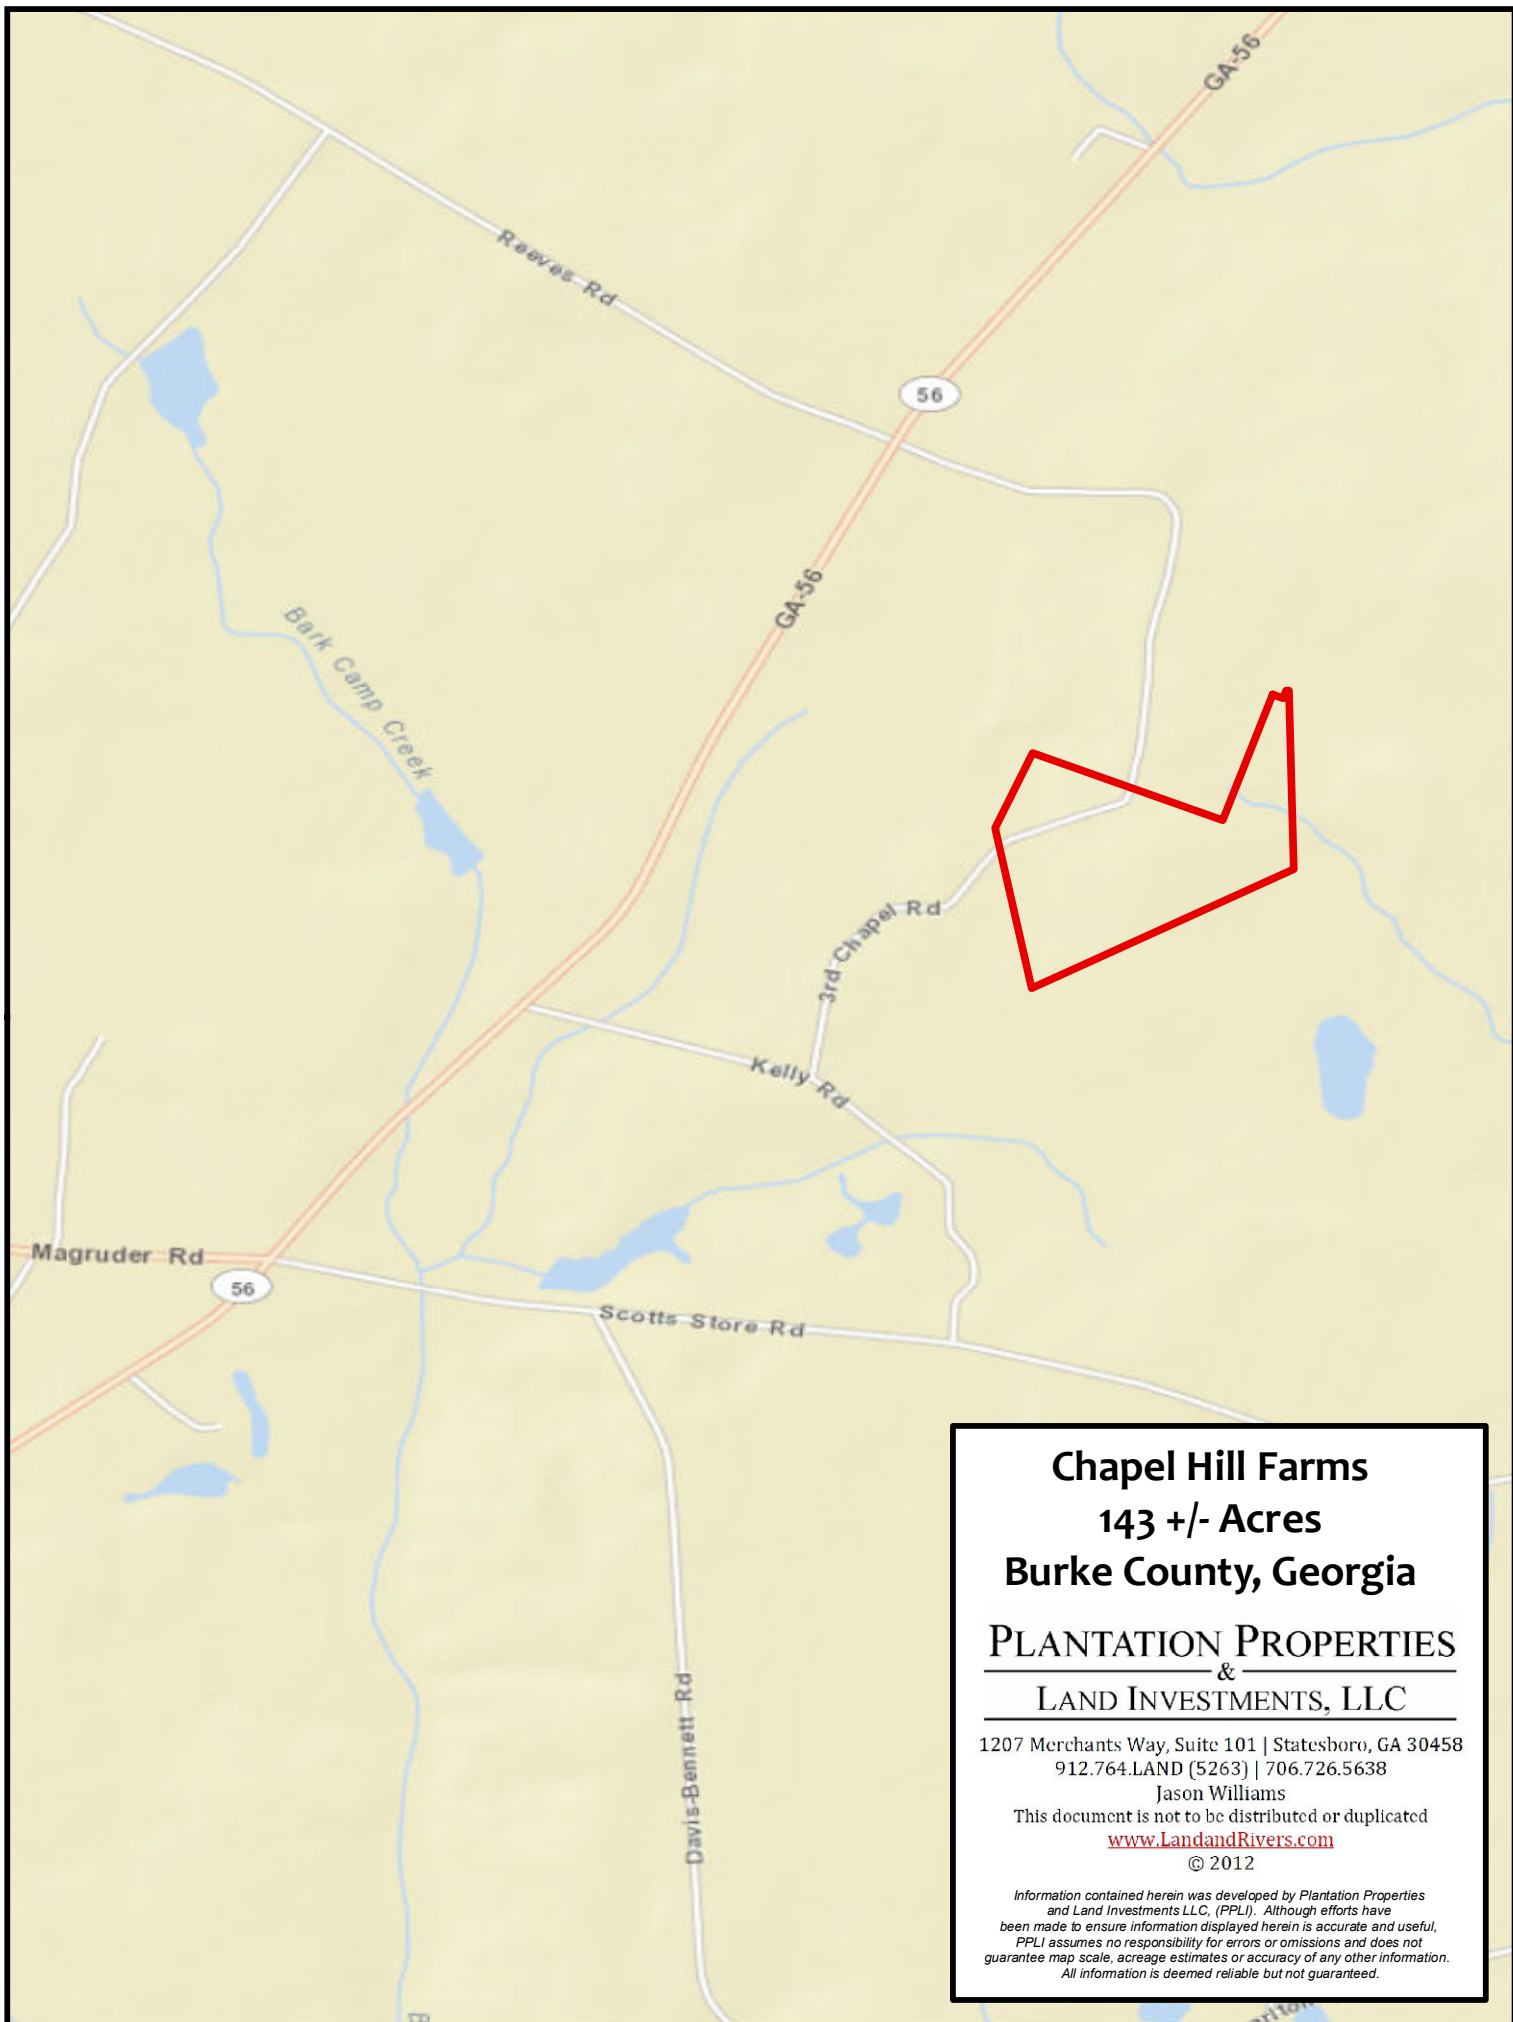 GA-56
Reeves Rd
56
GA-56
Bark Camp Creek
3rd Chapel Rd
Kelly Rd
Magruder Rd
56
Scotts Store Rd
Davis-Bennett Rd
Chapel Hill Farms
143 +/- Acres
Burke County, Georgia
PLANTATION PROPERTIES
&
LAND INVESTMENTS, LLC
1207 Merchants Way, Suite 101 | Statesboro, GA 30458
912.764.LAND (5263) | 706.726.5638
Jason Williams
This document is not to be distributed or duplicated
www.LandandRivers.com
© 2012
Information contained herein was developed by Plantation Properties
and Land Investments LLC, (PPLI). Although efforts have
been made to ensure information displayed herein is accurate and useful,
PPLI assumes no responsibility for errors or omissions and does not
guarantee map scale, acreage estimates or accuracy of any other information.
All information is deemed reliable but not guaranteed.